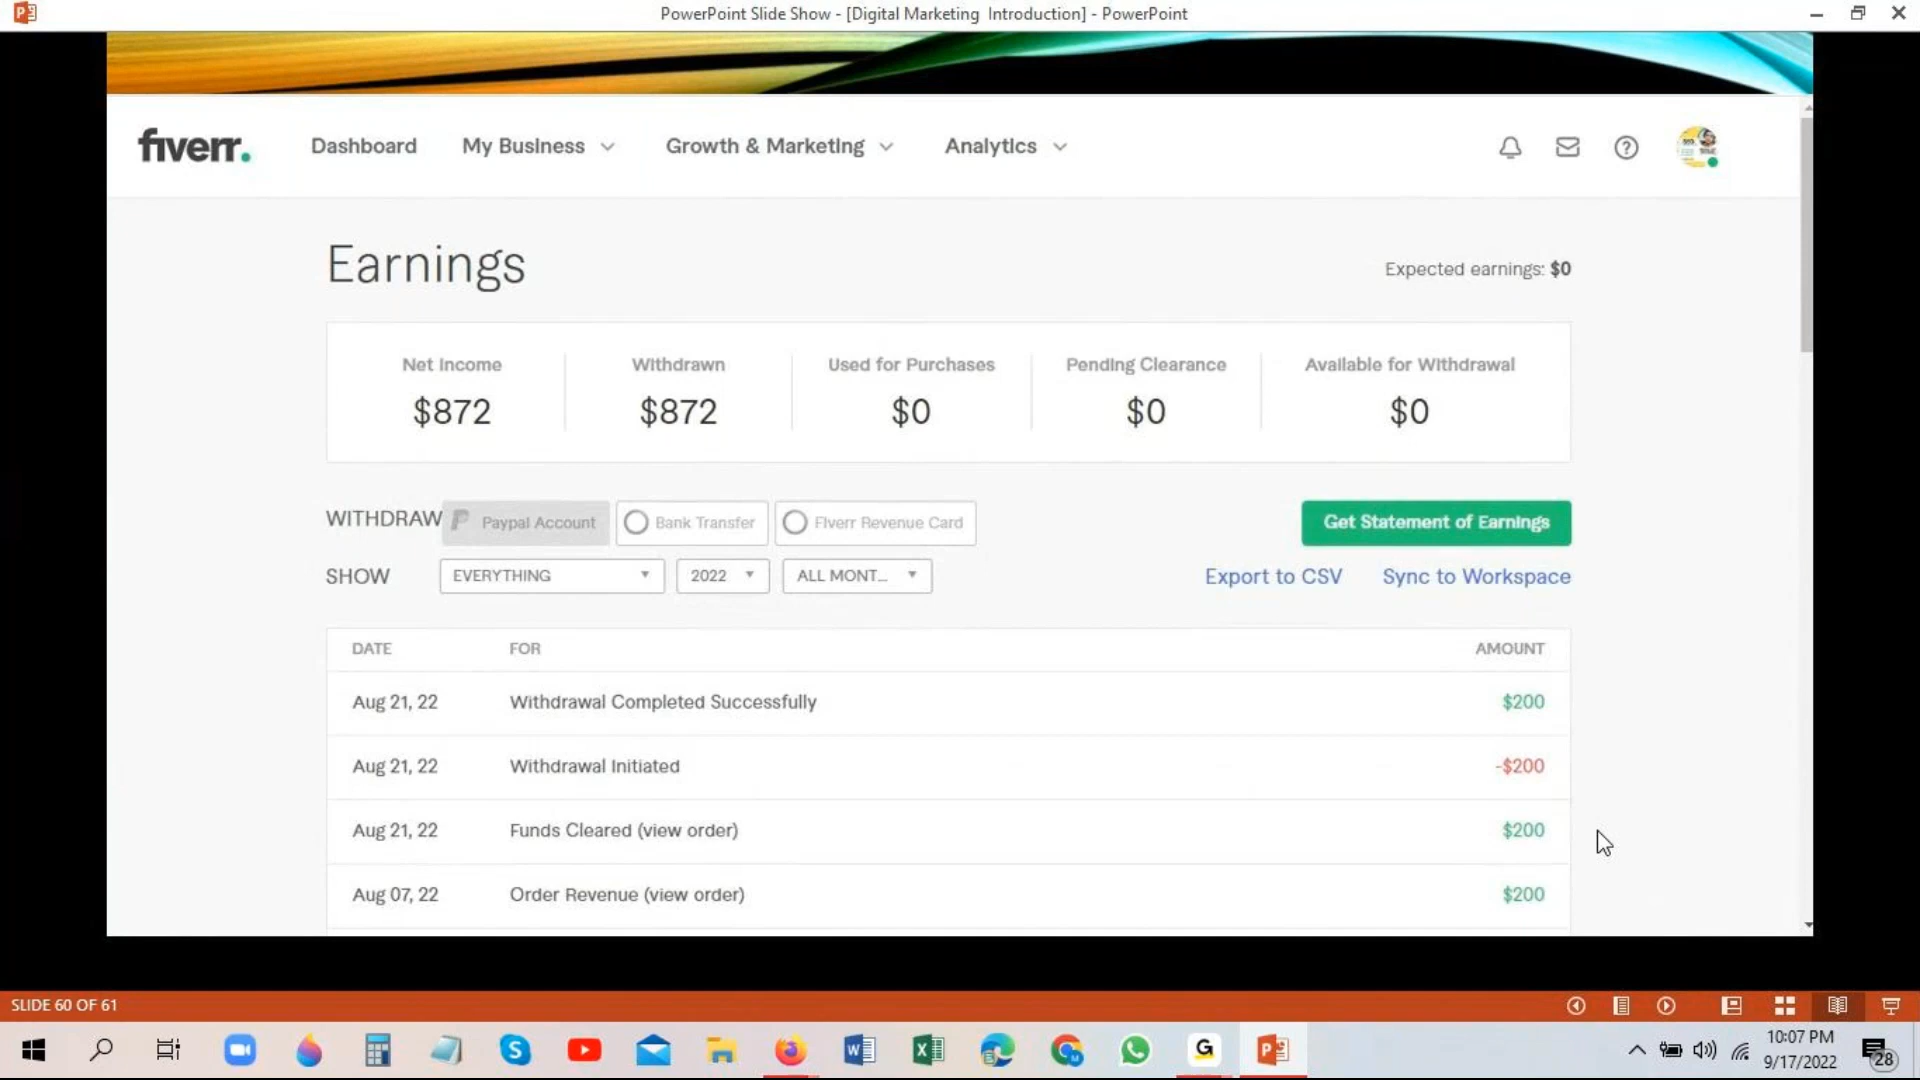 PowerPoint Slide Show - [Digital Marketing Introduction] - PowerPoint
fiverr. Dashboard My Business Growth & Marketing Analytics
Earnings
Expected earnings: $0
Net Income Withdrawn Used for Purchases Pending Clearance Available for Withdrawal
$872 $872 $0 $0 $0
WITHDRAW Paypal Account Bank Transfer Fiverr Revenue Card Get Statement of Earnings
SHOW EVERYTHING 2022 ALL MONT... Export to CSV Sync to Workspace
DATE FOR AMOUNT
Aug 21, 22 Withdrawal Completed Successfully $200
Aug 21, 22 Withdrawal Initiated -$200
Aug 21, 22 Funds Cleared (view order) $200
Aug 07, 22 Order Revenue (view order) $200
SLIDE 60 OF 61
10:07 PM
9/17/2022
28